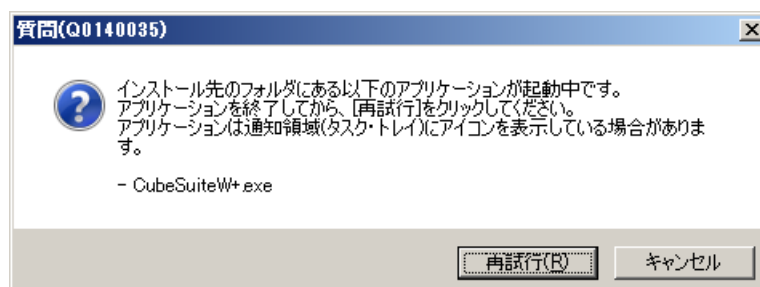 質問(Q0140035)
インストール先のフォルダにある以下のアプリケーションが起動中です。
アプリケーションを終了してから、[再試行]をクリックしてください。
アプリケーションは通知領域(タスク・トレイ)にアイコンを表示している場合がありま
す。
- CubeSuiteW+.exe
再試行(R)
キャンセル